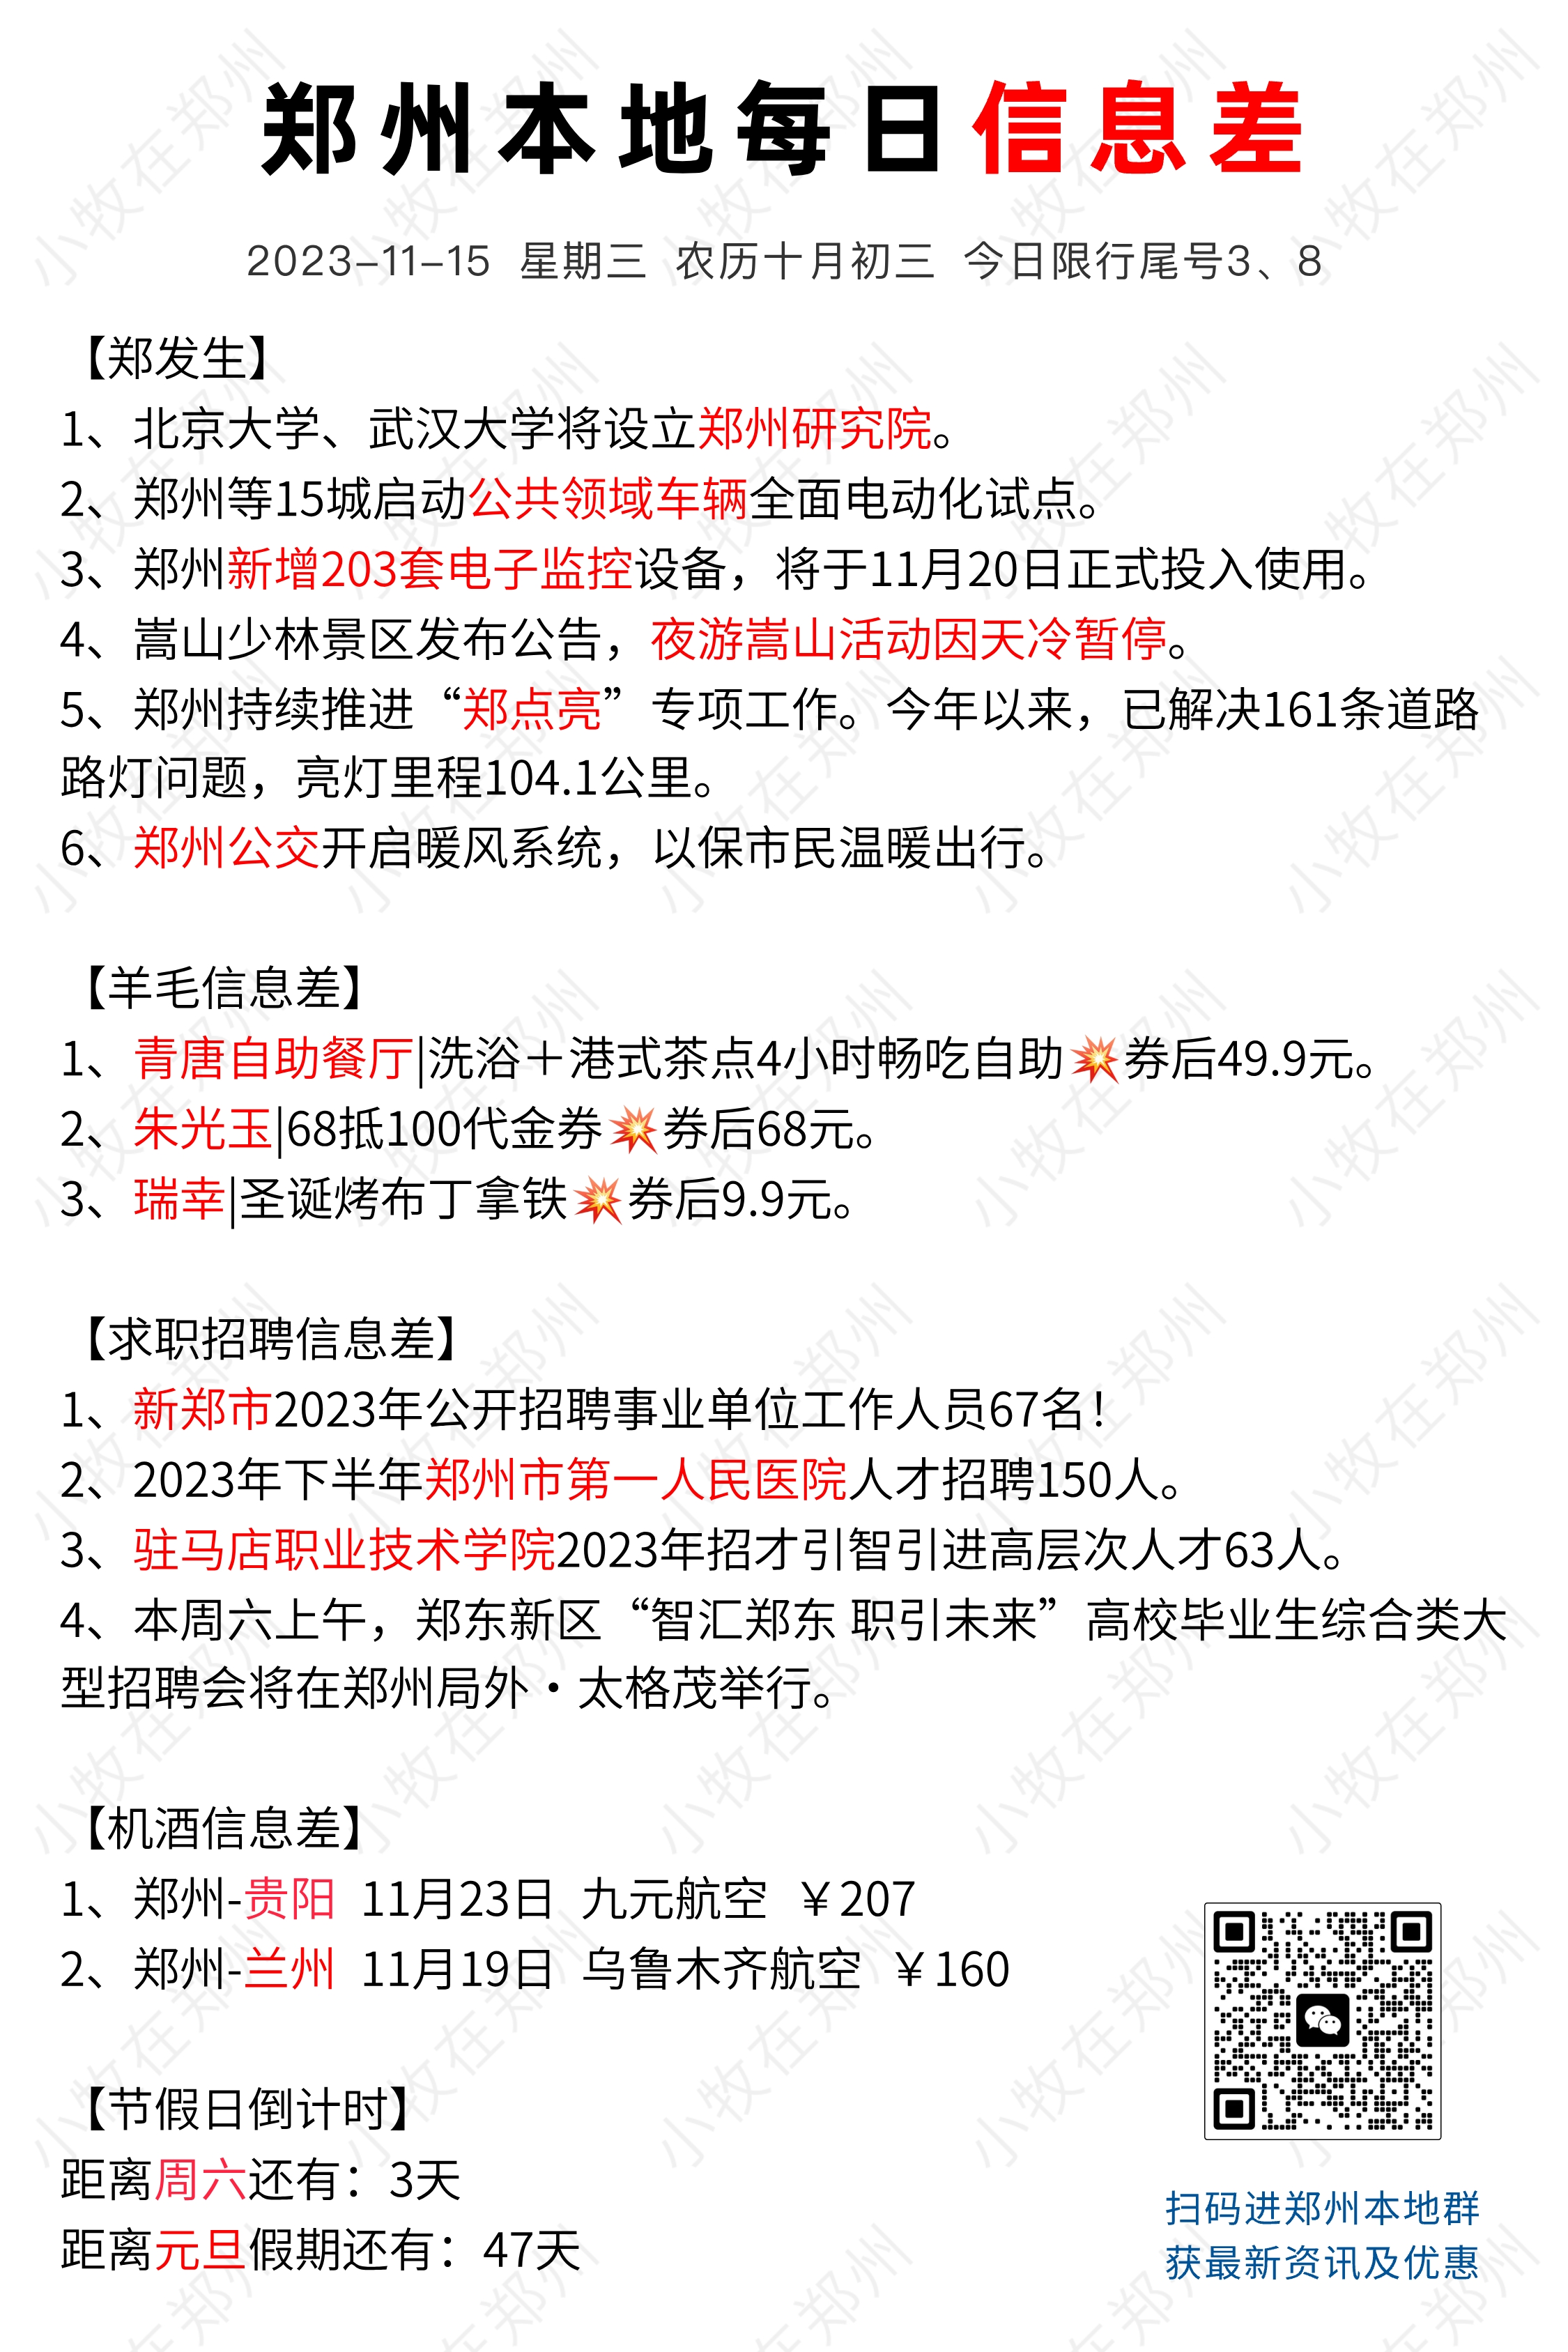 郑州本地每日信息差
2023-11-15 星期三 农历十月初三 今日限行尾号3、8
【郑发生】
1、北京大学、武汉大学将设立郑州研究院。
2、郑州等15城启动公共领域车辆全面电动化试点。
3、郑州新增203套电子监控设备，将于11月20日正式投入使用。
4、嵩山少林景区发布公告，夜游嵩山活动因天冷暂停。
5、郑州持续推进“郑点亮”专项工作。今年以来，已解决161条道路
路灯问题，亮灯里程104.1公里。
6、郑州公交开启暖风系统，以保市民温暖出行。
【羊毛信息差】
1、青唐自助餐厅|洗浴＋港式茶点4小时畅吃自助💥券后49.9元。
2、朱光玉|68抵100代金券💥券后68元。
3、瑞幸|圣诞烤布丁拿铁💥券后9.9元。
【求职招聘信息差】
1、新郑市2023年公开招聘事业单位工作人员67名！
2、2023年下半年郑州市第一人民医院人才招聘150人。
3、驻马店职业技术学院2023年招才引智引进高层次人才63人。
4、本周六上午，郑东新区“智汇郑东 职引未来”高校毕业生综合类大
型招聘会将在郑州局外·太格茂举行。
【机酒信息差】
1、郑州-贵阳 11月23日 九元航空 ￥207
2、郑州-兰州 11月19日 乌鲁木齐航空 ￥160
【节假日倒计时】
距离周六还有：3天
距离元旦假期还有：47天
扫码进郑州本地群
获最新资讯及优惠
小牧在郑州